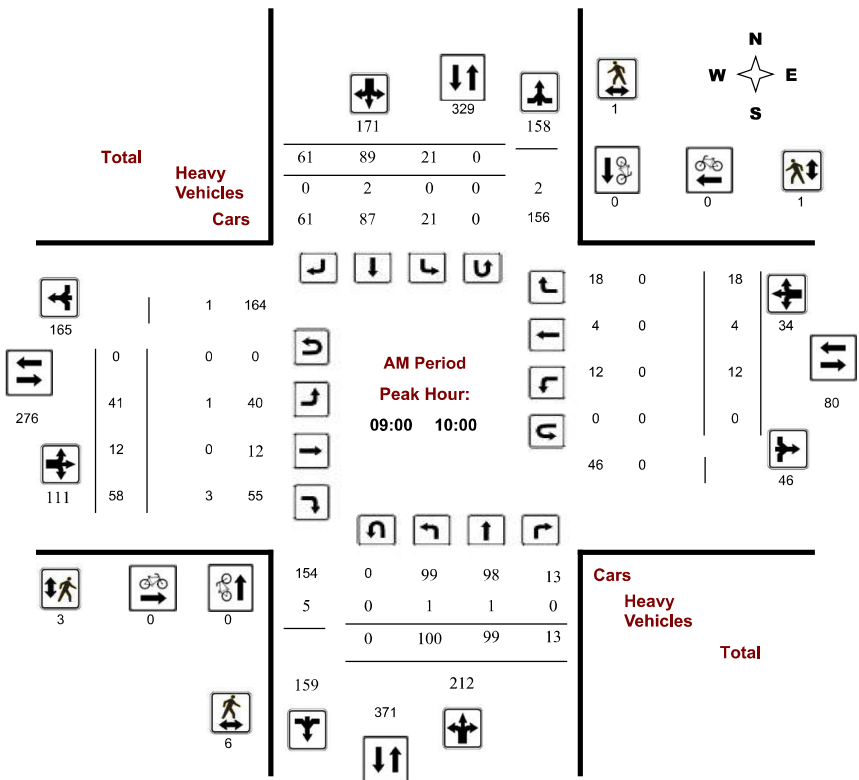 N
W E
S
329
1
171 158
Total
61 89 21 0
Heavy
Vehicles
0 2 0 0 2
Cars
61 87 21 0 156
0 0 1
18 0 18
1 164
165
4 0 4 34
0 0 0
AM Period
12 0 12
Peak Hour:
41 1 40
276
80
09:00 10:00
0 0 0
12 0 12
46 0
46
111 58 3 55
154 0 99 98 13
Cars
5 0 1 1 0
Heavy
Vehicles
3 0 0
0 100 99 13
Total
159 212
371
6